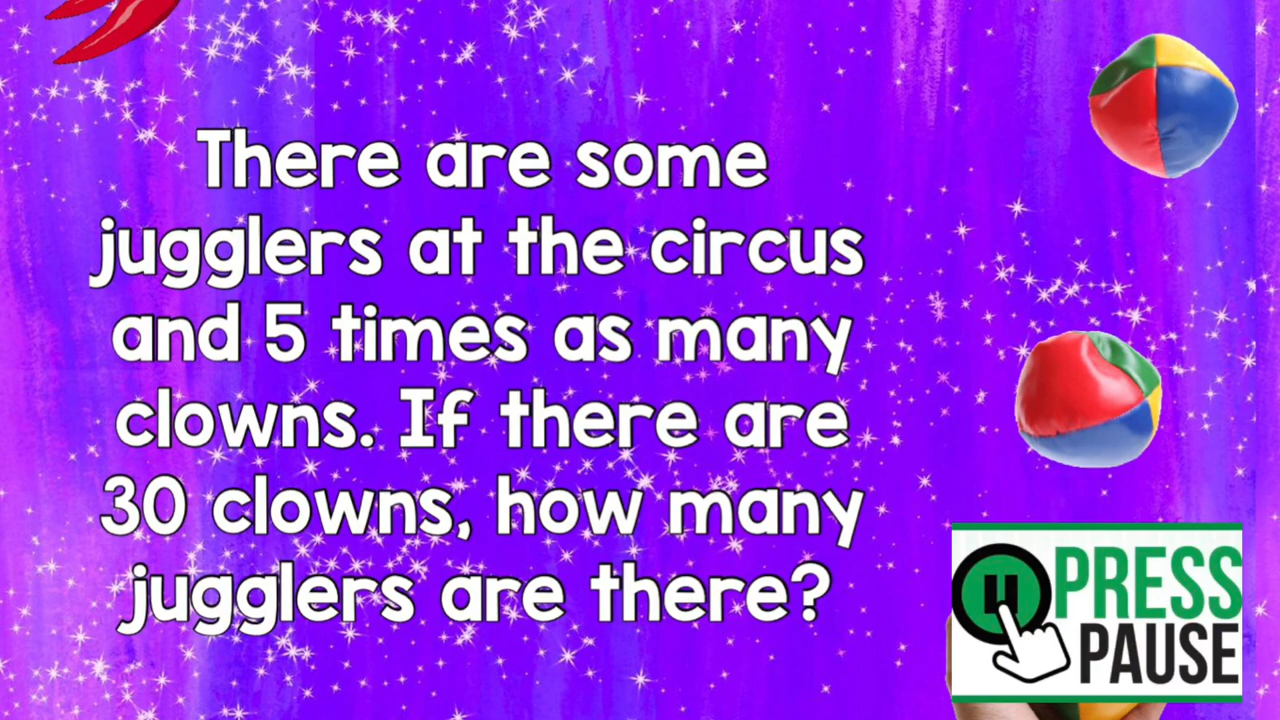 There are some
jugglers at the circus
and 5 times as many
clowns. If there are
30 clowns, how many
jugglers are there?
PRESS
PAUSE